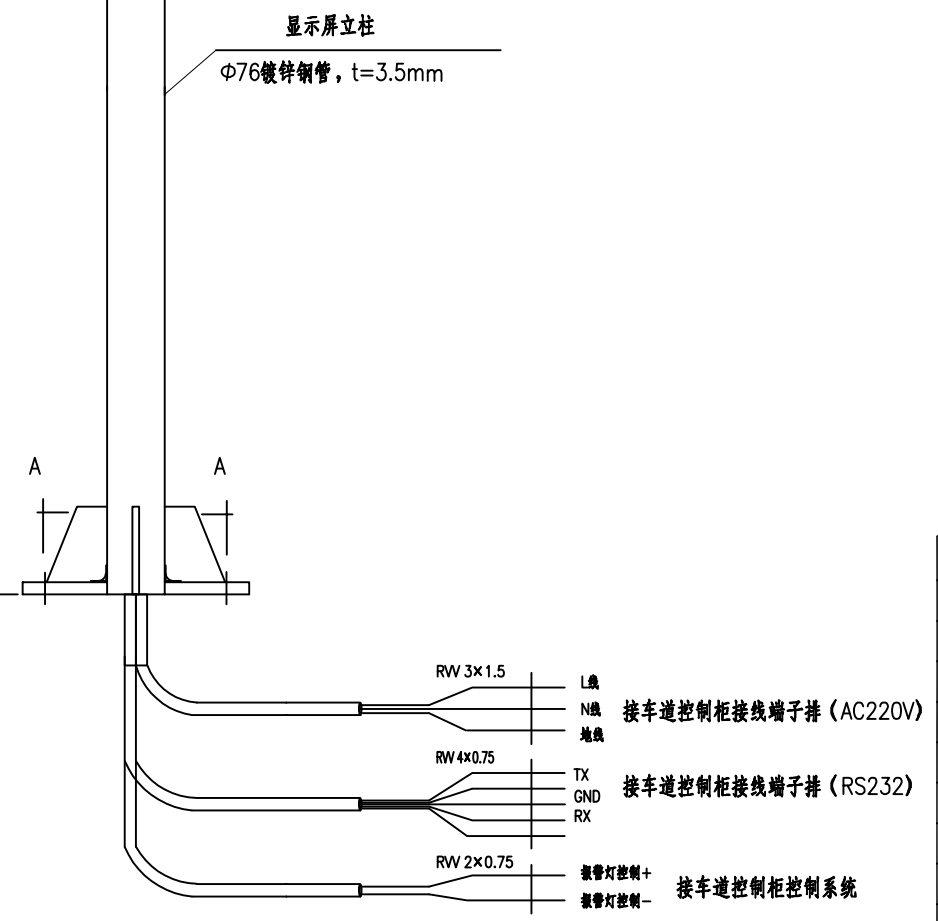 显示屏立柱
Φ76镀锌钢管，t=3.5mm
A A
RVV 3×1.5
L线
N线
地线
接车道控制柜接线端子排（AC220V）
RVV 4×0.75
TX
GND
RX
接车道控制柜接线端子排（RS232）
RVV 2×0.75
报警灯控制+
报警灯控制-
接车道控制柜控制系统